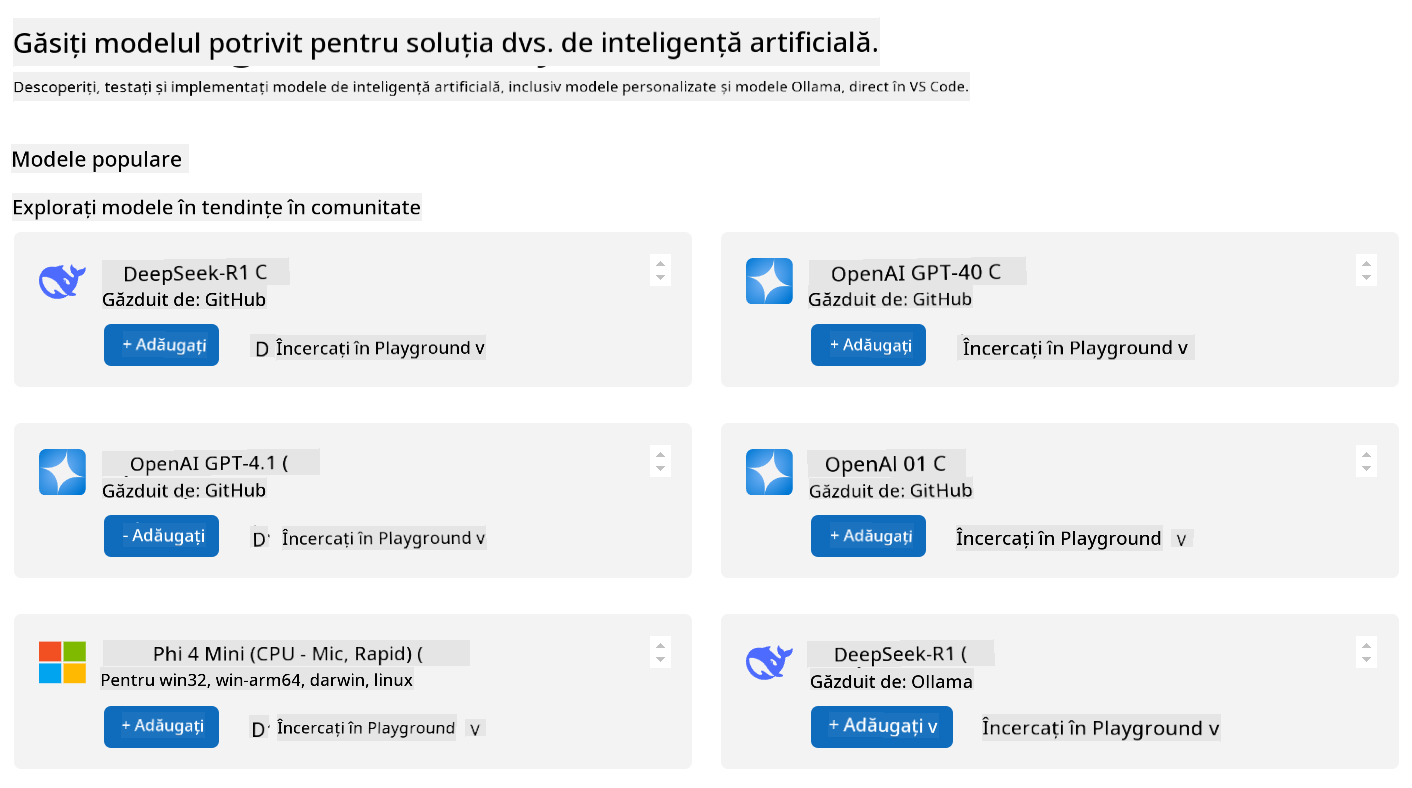 Găsiți modelul potrivit pentru soluția dvs. de inteligență artificială.
Descoperiți, testați și implementați modele de inteligență artificială, inclusiv modele personalizate și modele Ollama, direct în VS Code.
Modele populare
Explorați modele în tendințe în comunitate
DeepSeek-R1 C
Găzduit de: GitHub
+ Adăugați
D Încercați în Playground v
OpenAI GPT-40 C
Găzduit de: GitHub
+ Adăugați
Încercați în Playground v
OpenAI GPT-4.1 (
Găzduit de: GitHub
- Adăugați
D Încercați în Playground v
OpenAI 01 C
Găzduit de: GitHub
+ Adăugați
Încercați în Playground v
Phi 4 Mini (CPU - Mic, Rapid) (
Pentru win32, win-arm64, darwin, linux
+ Adăugați
D Încercați în Playground v
DeepSeek-R1 (
Găzduit de: Ollama
+ Adăugați v
Încercați în Playground v